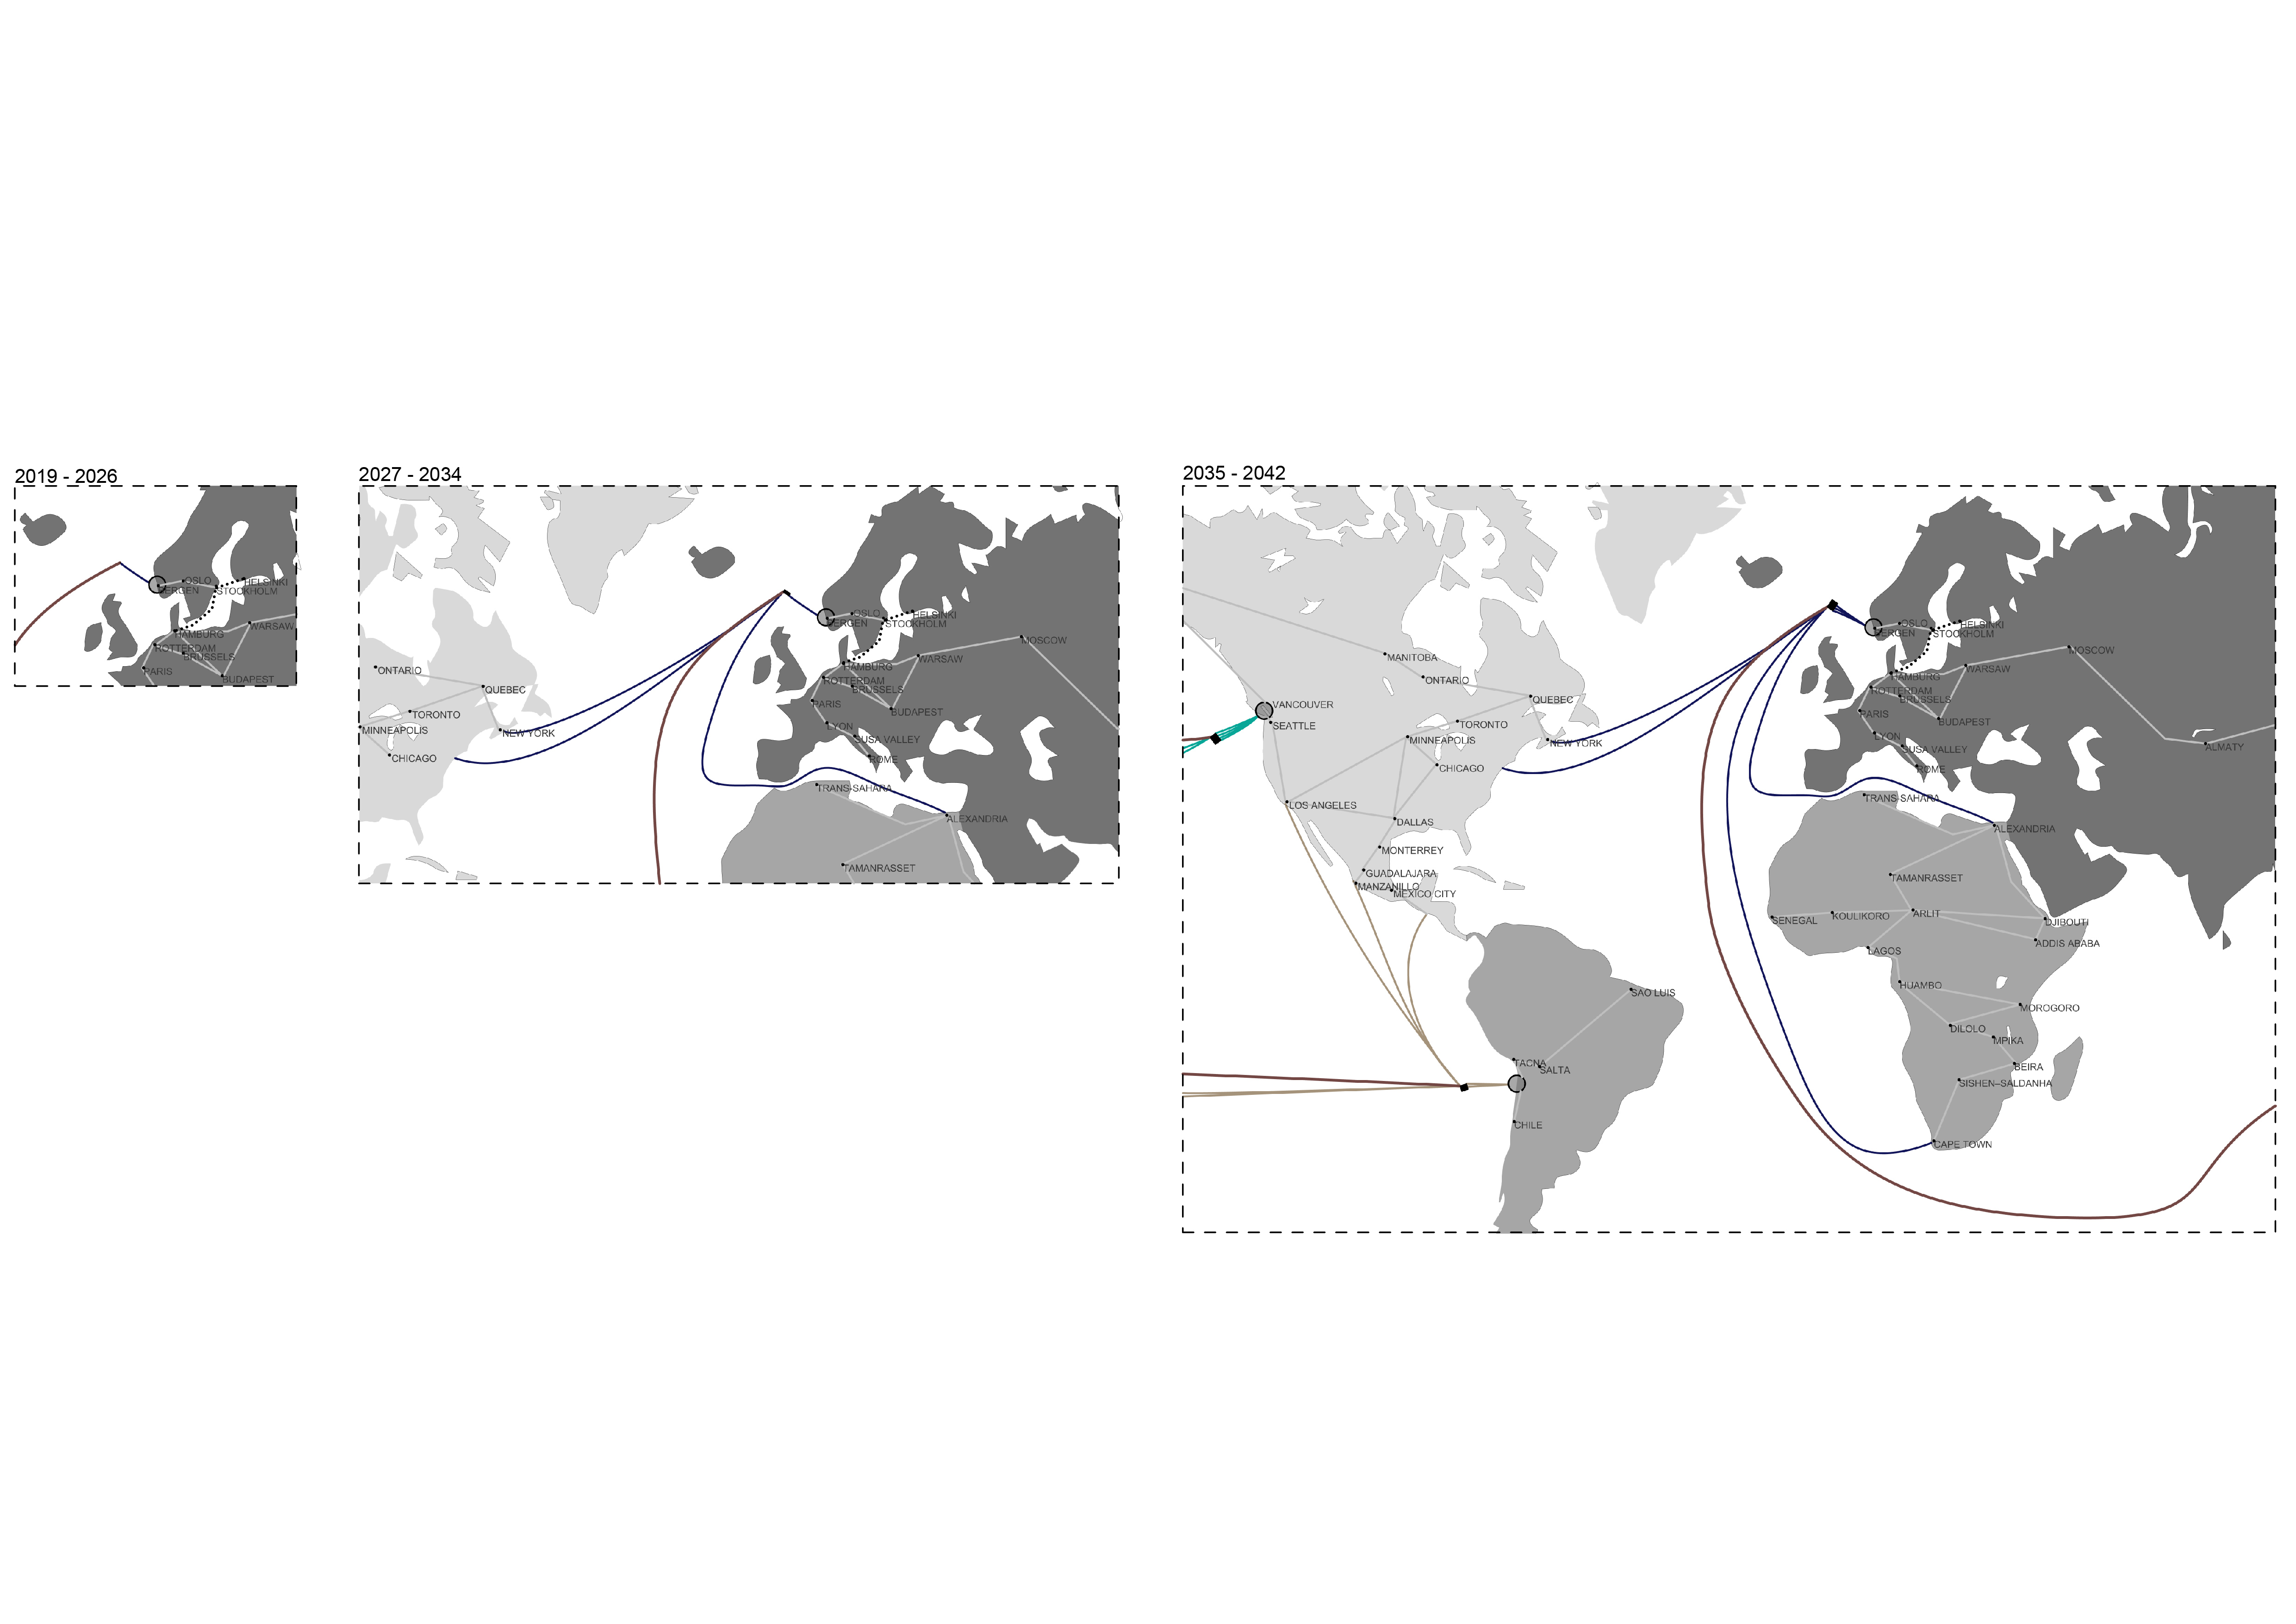 2019 - 2026
OSLO
BERGEN
HELSINKI
STOCKHOLM
WARSAW
HAMBURG
ROTTERDAM
BRUSSELS
PARIS
BUDAPEST
2027 - 2034
OSLO
BERGEN
HELSINKI
STOCKHOLM
MOSCOW
WARSAW
HAMBURG
ONTARIO
ROTTERDAM
BRUSSELS
QUEBEC
PARIS
BUDAPEST
TORONTO
LYON
MINNEAPOLIS
NEW YORK
SUSA VALLEY
CHICAGO
ROME
TRANS-SAHARA
ALEXANDRIA
TAMANRASSET
2035 - 2042
OSLO
BERGEN
HELSINKI
STOCKHOLM
MOSCOW
MANITOBA
WARSAW
ONTARIO
HAMBURG
ROTTERDAM
BRUSSELS
QUEBEC
VANCOUVER
PARIS
BUDAPEST
SEATTLE
TORONTO
LYON
MINNEAPOLIS
NEW YORK
SUSA VALLEY
ALMATY
CHICAGO
ROME
TRANS-SAHARA
LOS ANGELES
DALLAS
ALEXANDRIA
MONTERREY
GUADALAJARA
TAMANRASSET
MANZANILLO
MEXICO CITY
SENEGAL
KOULIKORO
ARLIT
DJIBOUTI
ADDIS ABABA
LAGOS
HUAMBO
SAO LUIS
MOROGORO
DILOLO
MPIKA
TACNA
SALTA
BEIRA
SISHEN–SALDANHA
CHILE
CAPE TOWN